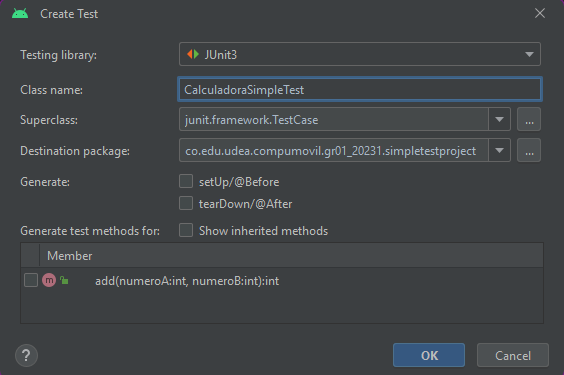 Create Test
Testing library: JUnit3
Class name: CalculadoraSimpleTest
Superclass: junit.framework.TestCase ...
Destination package: co.edu.udea.compumovil.gr01_20231.simpletestproject ...
Generate: setUp/@Before
tearDown/@After
Generate test methods for: Show inherited methods
Member
m add(numeroA:int, numeroB:int):int
? OK Cancel